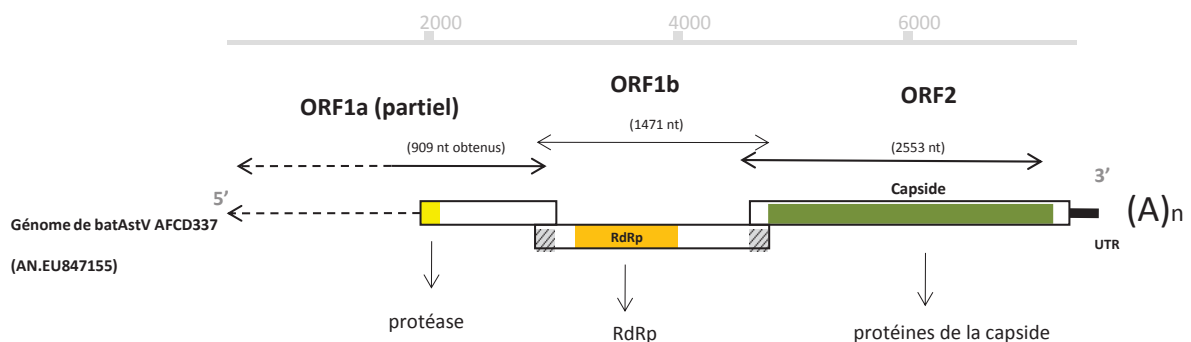 2000 4000 6000
ORF1a (partiel) ORF1b ORF2
(909 nt obtenus) (1471 nt) (2553 nt)
5’ Capside 3’
Génome de batAstV AFCD337 (A)n
RdRp UTR
(AN.EU847155)
protéase RdRp protéines de la capside